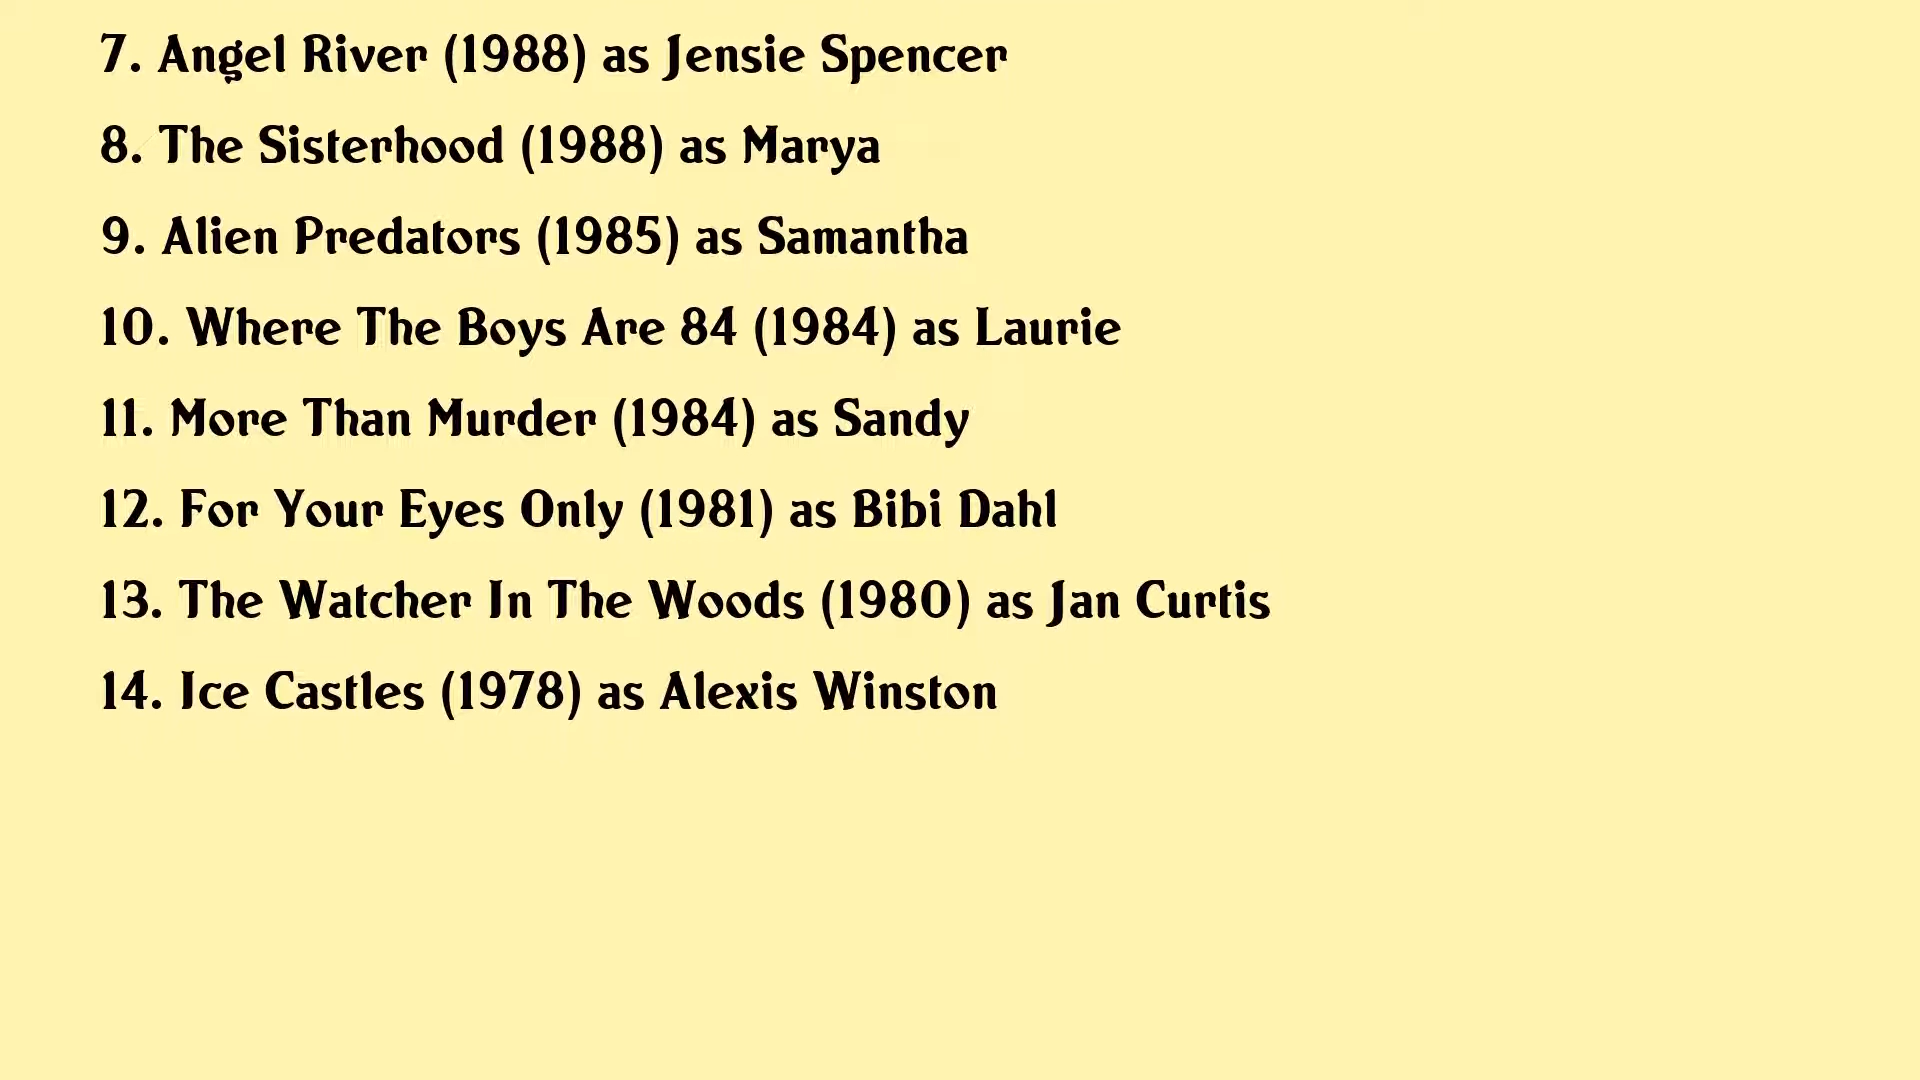 7. Angel River (1988) as Jensie Spencer
8. The Sisterhood (1988) as Marya
9. Alien Predators (1985) as Samantha
10. Where The Boys Are 84 (1984) as Laurie
11. More Than Murder (1984) as Sandy
12. For Your Eyes Only (1981) as Bibi Dahl
13. The Watcher In The Woods (1980) as Jan Curtis
14. Ice Castles (1978) as Alexis Winston